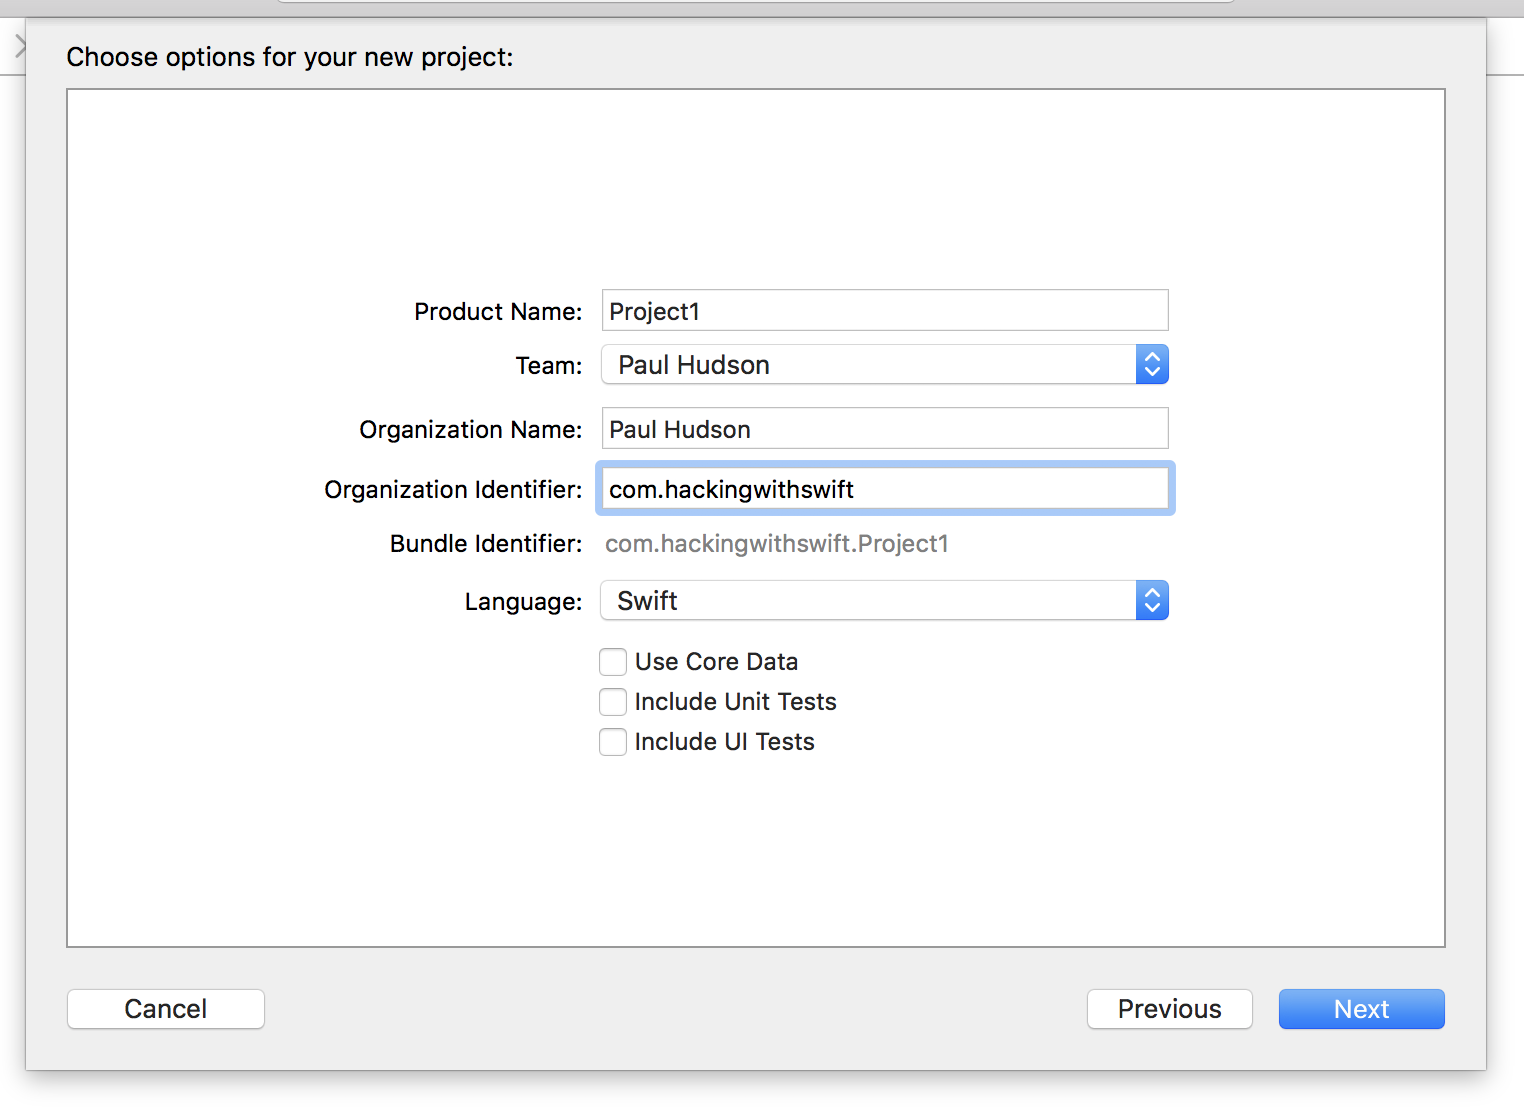 Choose options for your new project:
Product Name: Project1
Team: Paul Hudson
Organization Name: Paul Hudson
Organization Identifier: com.hackingwithswift
Bundle Identifier: com.hackingwithswift.Project1
Language: Swift
Use Core Data
Include Unit Tests
Include UI Tests
Cancel Previous Next